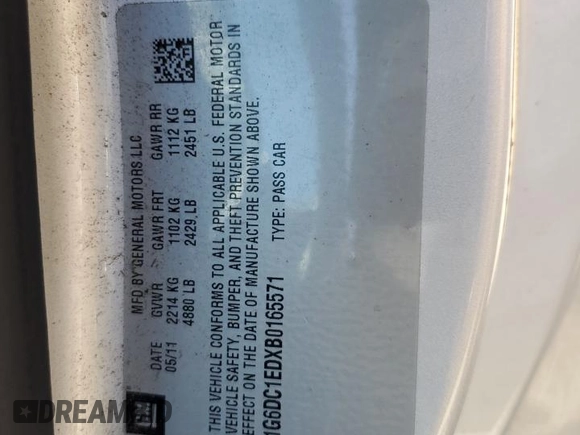 MFD BY GENERAL MOTORS LLC
DATE GVWR GAWR FRT GAWR RR
05/11 2214 KG 1102 KG 1112 KG
4880 LB 2429 LB 2451 LB
THIS VEHICLE CONFORMS TO ALL APPLICABLE U.S. FEDERAL MOTOR
VEHICLE SAFETY, BUMPER, AND THEFT PREVENTION STANDARDS IN
EFFECT ON THE DATE OF MANUFACTURE SHOWN ABOVE.
1G6DC1EDXB0165571 TYPE: PASS CAR
GM
DREAM